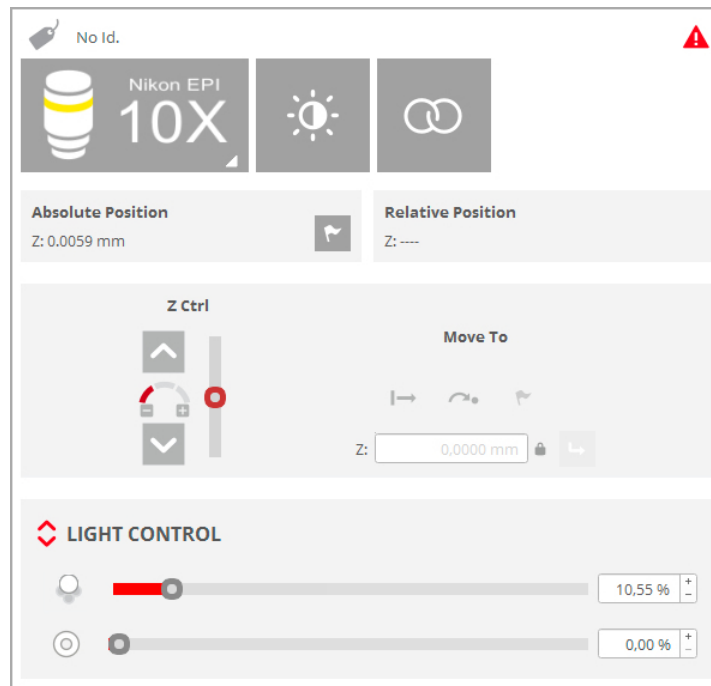 No Id.
Nikon EPI
10X
Absolute Position
Z: 0.0059 mm
Relative Position
Z: ----
Z Ctrl
Move To
Z: 0,0000 mm
LIGHT CONTROL
10,55 %
0,00 %